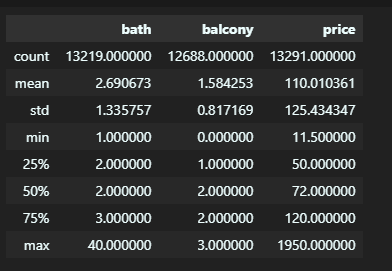 bath balcony price
count 13219.000000 12688.000000 13291.000000
mean 2.690673 1.584253 110.010361
std 1.335757 0.817169 125.434347
min 1.000000 0.000000 11.500000
25% 2.000000 1.000000 50.000000
50% 2.000000 2.000000 72.000000
75% 3.000000 2.000000 120.000000
max 40.000000 3.000000 1950.000000